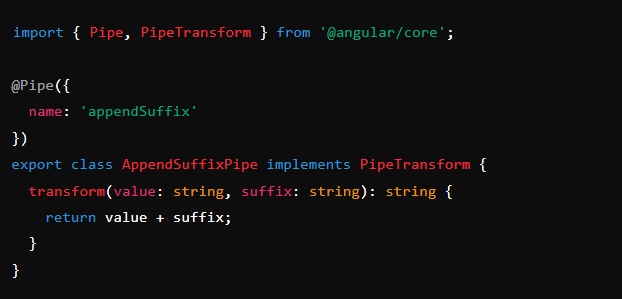 import { Pipe, PipeTransform } from '@angular/core';
@Pipe({
  name: 'appendSuffix'
})
export class AppendSuffixPipe implements PipeTransform {
  transform(value: string, suffix: string): string {
    return value + suffix;
  }
}